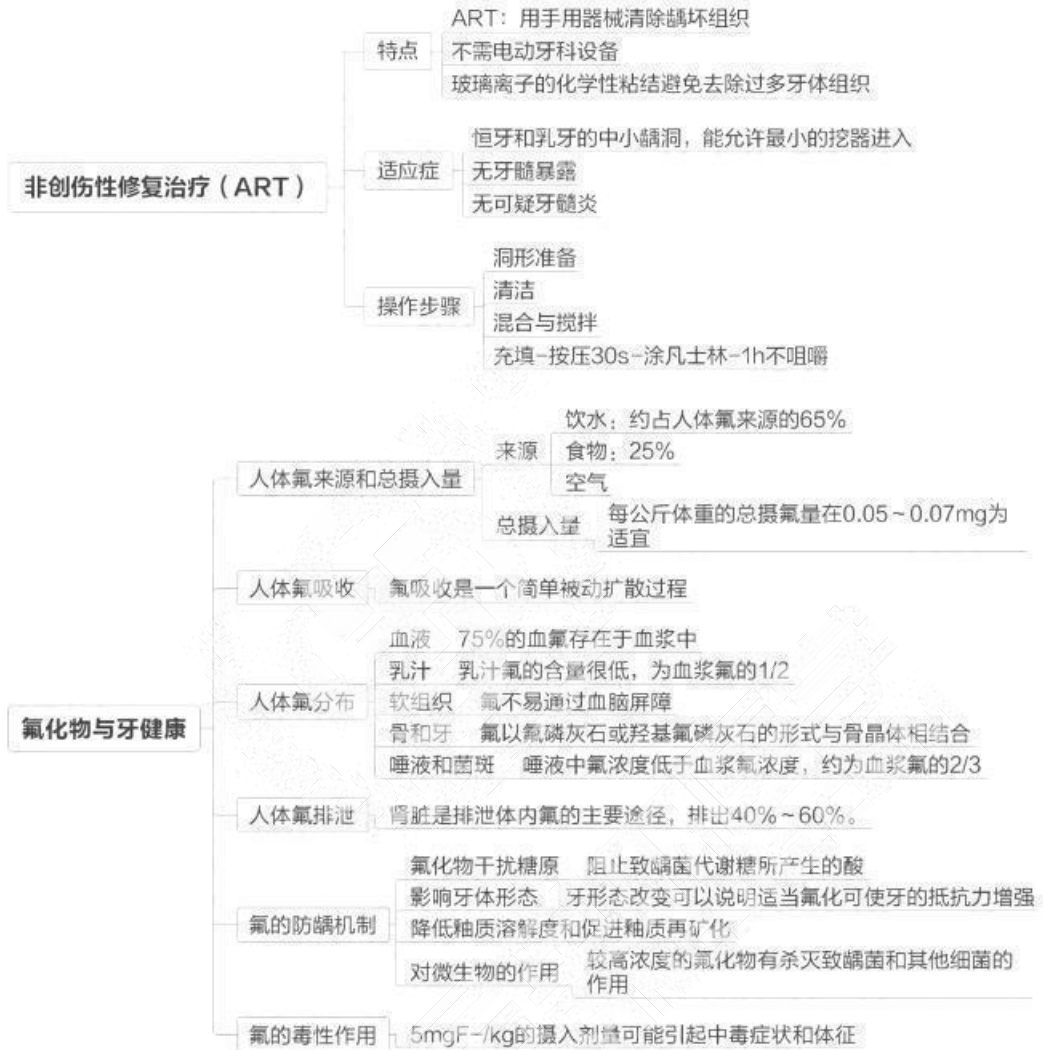 ART：用手用器械清除龋坏组织
特点
不需电动牙科设备
玻璃离子的化学性粘结避免去除过多牙体组织
非创伤性修复治疗（ART）
恒牙和乳牙的中小龋洞，能允许最小的挖器进入
适应症
无牙髓暴露
无可疑牙髓炎
洞形准备
清洁
操作步骤
混合与搅拌
充填-按压30s-涂凡士林-1h不咀嚼
饮水：约占人体氟来源的65%
来源
食物：25%
空气
人体氟来源和总摄入量
总摄入量
每公斤体重的总摄氟量在0.05～0.07mg为
适宜
人体氟吸收 氟吸收是一个简单被动扩散过程
血液 75%的血氟存在于血浆中
乳汁 乳汁氟的含量很低，为血浆氟的1/2
人体氟分布
软组织 氟不易通过血脑屏障
骨和牙 氟以氟磷灰石或羟基氟磷灰石的形式与骨晶体相结合
唾液和菌斑 唾液中氟浓度低于血浆氟浓度，约为血浆氟的2/3
氟化物与牙健康
人体氟排泄 肾脏是排泄体内氟的主要途径，排出40%～60%。
氟化物干扰糖原 阻止致龋菌代谢糖所产生的酸
影响牙体形态 牙形态改变可以说明适当氟化可使牙的抵抗力增强
氟的防龋机制
降低釉质溶解度和促进釉质再矿化
对微生物的作用
较高浓度的氟化物有杀灭致龋菌和其他细菌的
作用
氟的毒性作用 5mgF-/kg的摄入剂量可能引起中毒症状和体征